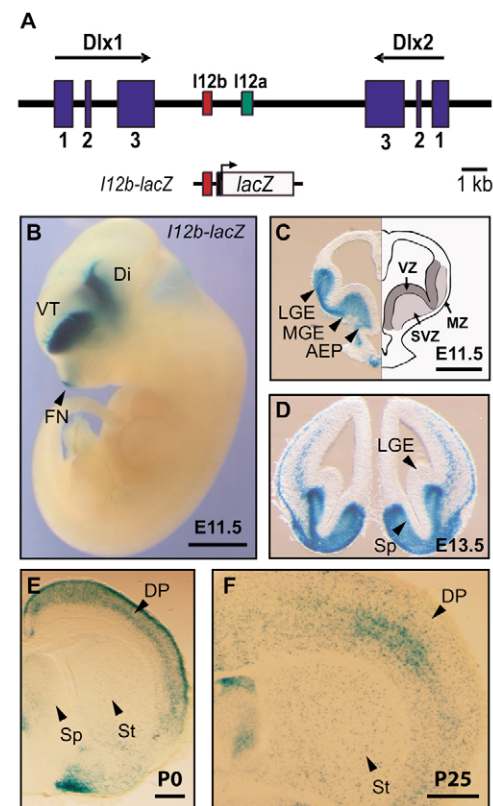 A
Dlx1 Dlx2
I12b I12a
1 2 3 3 2 1
I12b-lacZ lacZ 1 kb
B I12b-lacZ
Di
VT
FN
E11.5
C
VZ
LGE
MGE
AEP
SVZ
MZ
E11.5
D
LGE
Sp
E13.5
E
DP
Sp
St
P0
F
DP
St
P25